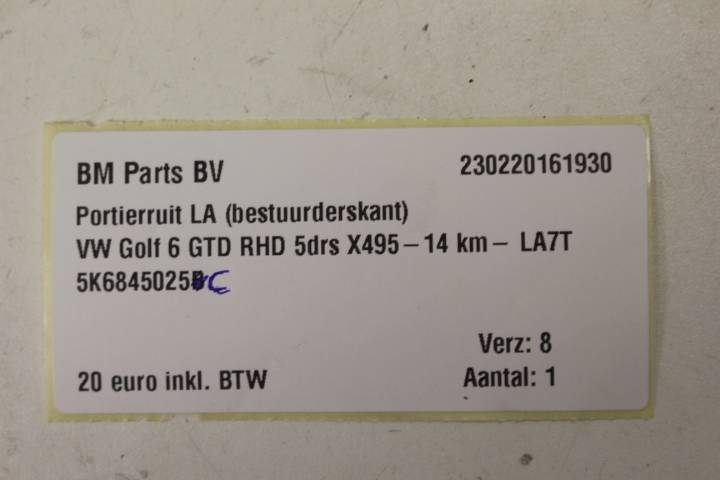 BM Parts BV 230220161930
Portierruit LA (bestuurderskant)
VW Golf 6 GTD RHD 5drs X495 – 14 km – LA7T
5K6845025C
Verz: 8
20 euro inkl. BTW Aantal: 1